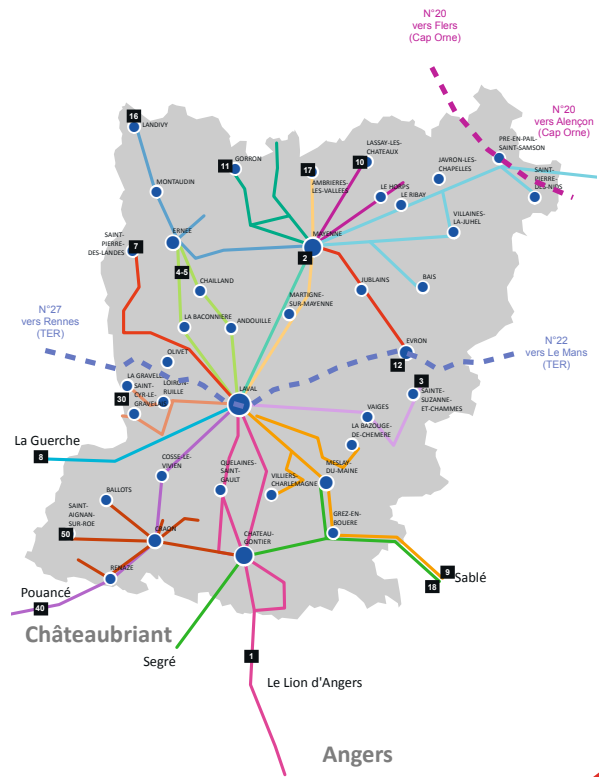 N°20
vers Flers
(Cap Orne)
N°20
vers Alençon
(Cap Orne)
16
LANDIVY
11
GORRON
17
AMBRIERES-
LES-VALLEES
10
LASSAY-LES-
CHATEAUX
PRE-EN-PAIL-
SAINT-SAMSON
JAVRON-LES-
CHAPELLES
SAINT-
PIERRE-
DES-NIDS
MONTAUDIN
LE HORPS
LE RIBAY
VILLAINES-
LA-JUHEL
SAINT-
PIERRE-
DES-LANDES
7
ERNEE
MAYENNE
2
4-5
CHAILLAND
JUBLAINS
BAIS
MARTIGNE-
SUR-MAYENNE
N°27
vers Rennes
(TER)
LA BACONNIERE
ANDOUILLE
EVRON
12
N°22
vers Le Mans
(TER)
OLIVET
LA GRAVELLE
SAINT-
CYR-LE-
GRAVELAIS
LOIRON-
RUILLE
30
LAVAL
3
SAINTE-
SUZANNE-
ET-CHAMMES
VAIGES
LA BAZOUGE-
DE-CHEMERE
La Guerche
8
COSSE-LE-
VIVIEN
QUELAINES-
SAINT-
GAULT
VILLIERS-
CHARLEMAGNE
MESLAY-
DU-MAINE
BALLOTS
SAINT-
AIGNAN-
SUR-ROE
50
CRAON
CHATEAU-
GONTIER
GREZ-EN-
BOUERE
RENAZE
9
18
Sablé
Pouancé
40
Châteaubriant
Segré
1
Le Lion d'Angers
Angers